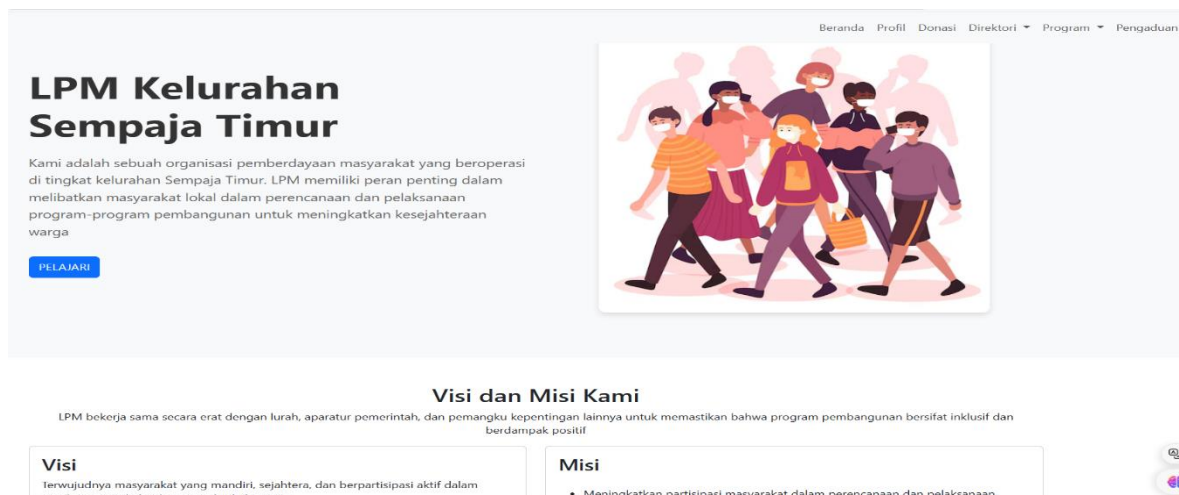 Beranda Profil Donasi Direktori Program Pengaduan
LPM Kelurahan
Sempaja Timur
Kami adalah sebuah organisasi pemberdayaan masyarakat yang beroperasi
di tingkat kelurahan Sempaja Timur. LPM memiliki peran penting dalam
melibatkan masyarakat lokal dalam perencanaan dan pelaksanaan
program-program pembangunan untuk meningkatkan kesejahteraan
warga
PELAJARI
Visi dan Misi Kami
LPM bekerja sama secara erat dengan lurah, aparatur pemerintah, dan pemangku kepentingan lainnya untuk memastikan bahwa program pembangunan bersifat inklusif dan
berdampak positif
Visi
Terwujudnya masyarakat yang mandiri, sejahtera, dan berpartisipasi aktif dalam
Misi
• Meningkatkan partisipasi masyarakat dalam perencanaan dan pelaksanaan